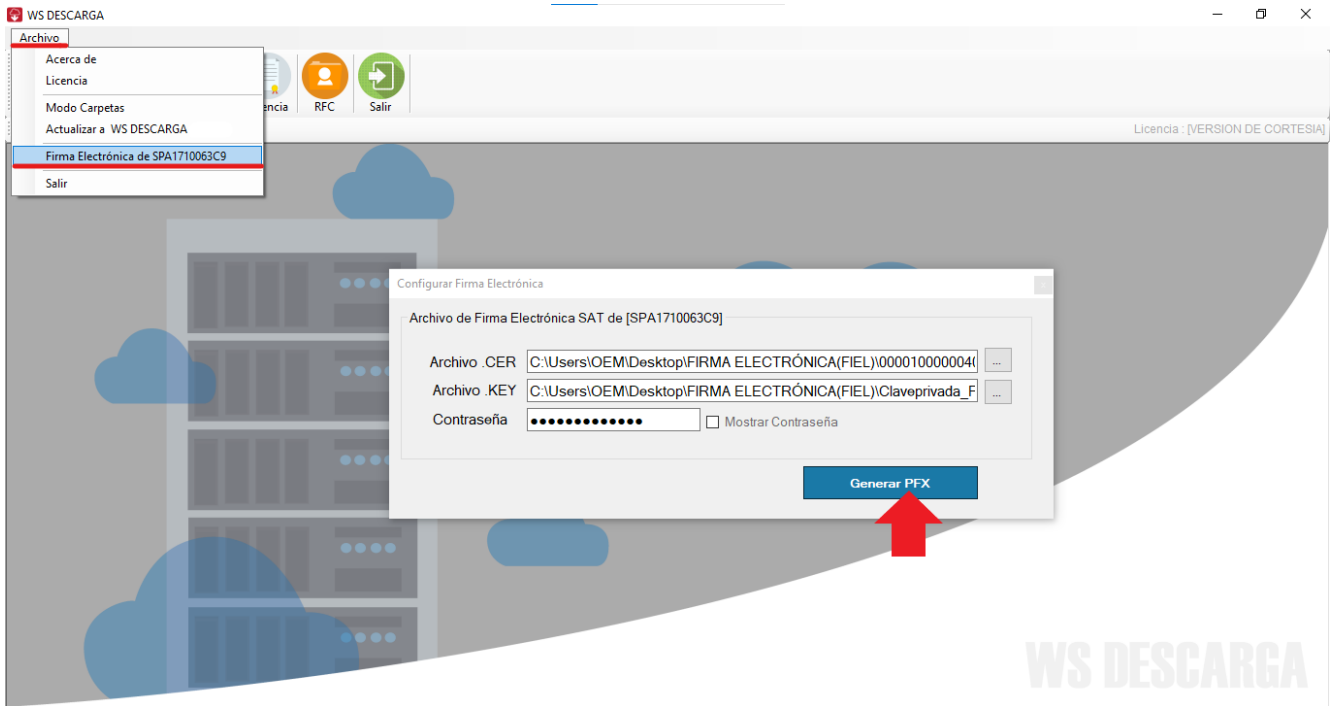 WS DESCARGA
Archivo
Acerca de
Licencia
Modo Carpetas
Actualizar a WS DESCARGA
Firma Electrónica de SPA1710063C9
Salir
encia
RFC
Salir
Licencia : [VERSION DE CORTESIA]
Configurar Firma Electrónica
Archivo de Firma Electrónica SAT de [SPA1710063C9]
Archivo .CER C:\Users\OEM\Desktop\FIRMA ELECTRÓNICA(FIEL)\000010000004( ...
Archivo .KEY C:\Users\OEM\Desktop\FIRMA ELECTRÓNICA(FIEL)\Claveprivada_F ...
Contraseña ●●●●●●●●●●●●● Mostrar Contraseña
Generar PFX
WS DESCARGA